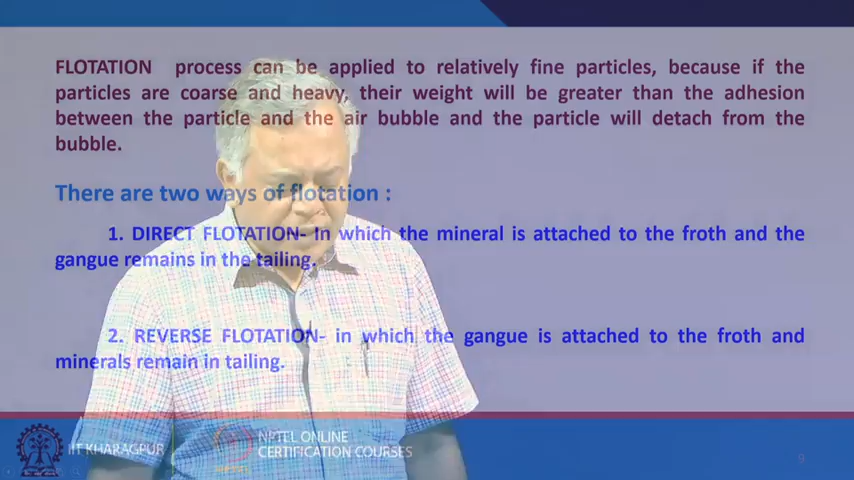 FLOTATION process can be applied to relatively fine particles, because if the
particles are coarse and heavy, their weight will be greater than the adhesion
between the particle and the air bubble and the particle will detach from the
bubble.
There are two ways of flotation :
1. DIRECT FLOTATION- in which the mineral is attached to the froth and the
gangue remains in the tailing.
2. REVERSE FLOTATION- in which the gangue is attached to the froth and
minerals remain in tailing.
IIT KHARAGPUR
NPTEL ONLINE
CERTIFICATION COURSES
9